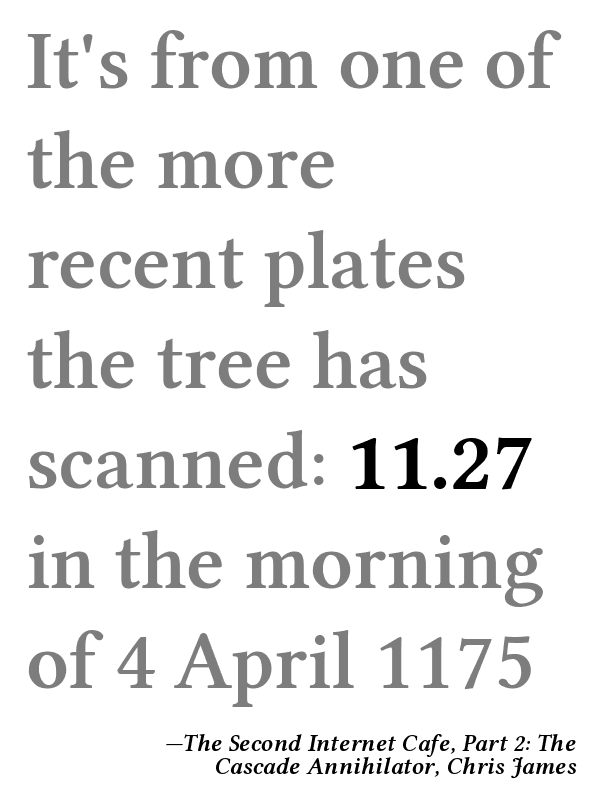 It's from one of
the more
recent plates
the tree has
scanned: 11.27
in the morning
of 4 April 1175
—The Second Internet Cafe, Part 2: The
Cascade Annihilator, Chris James